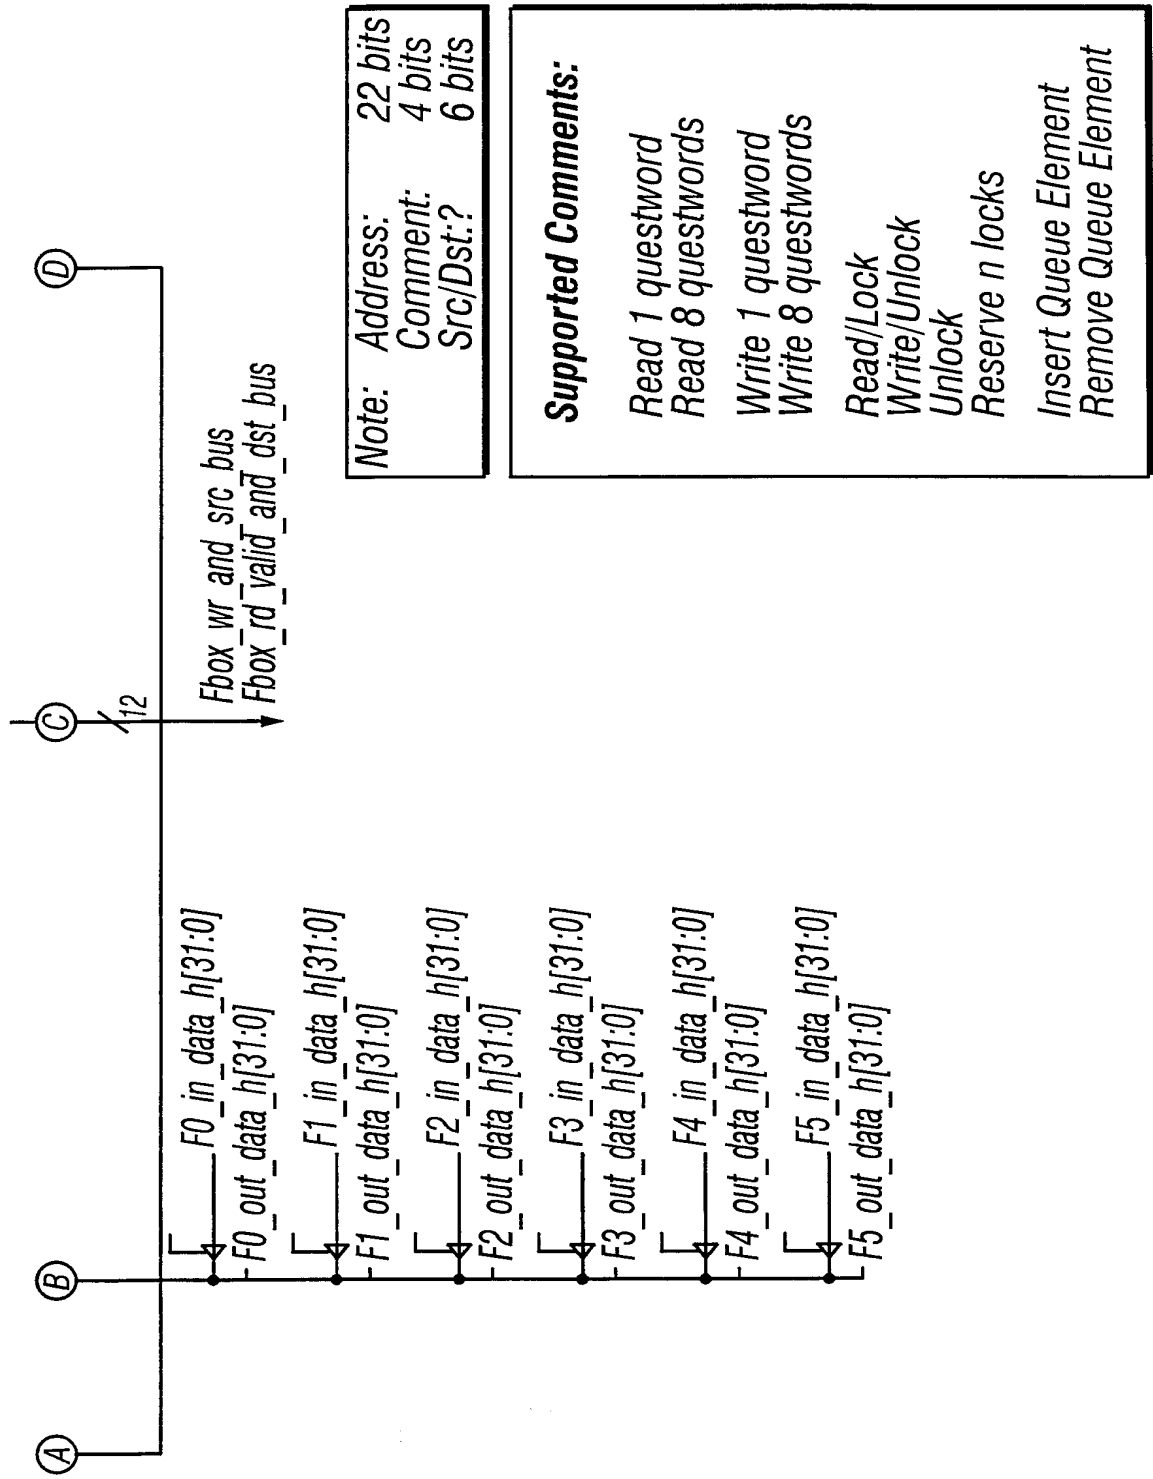 A
B
C
D
12
Fbox_wr_and_src_bus
Fbox_rd_valid_and_dst_bus
F0_in_data_h[31:0]
F0_out_data_h[31:0]
F1_in_data_h[31:0]
F1_out_data_h[31:0]
F2_in_data_h[31:0]
F2_out_data_h[31:0]
F3_in_data_h[31:0]
F3_out_data_h[31:0]
F4_in_data_h[31:0]
F4_out_data_h[31:0]
F5_in_data_h[31:0]
F5_out_data_h[31:0]
Note: Address: 22 bits
Comment: 4 bits
Src/Dst:? 6 bits
Supported Comments:
Read 1 questword
Read 8 questwords
Write 1 questword
Write 8 questwords
Read/Lock
Write/Unlock
Unlock
Reserve n locks
Insert Queue Element
Remove Queue Element